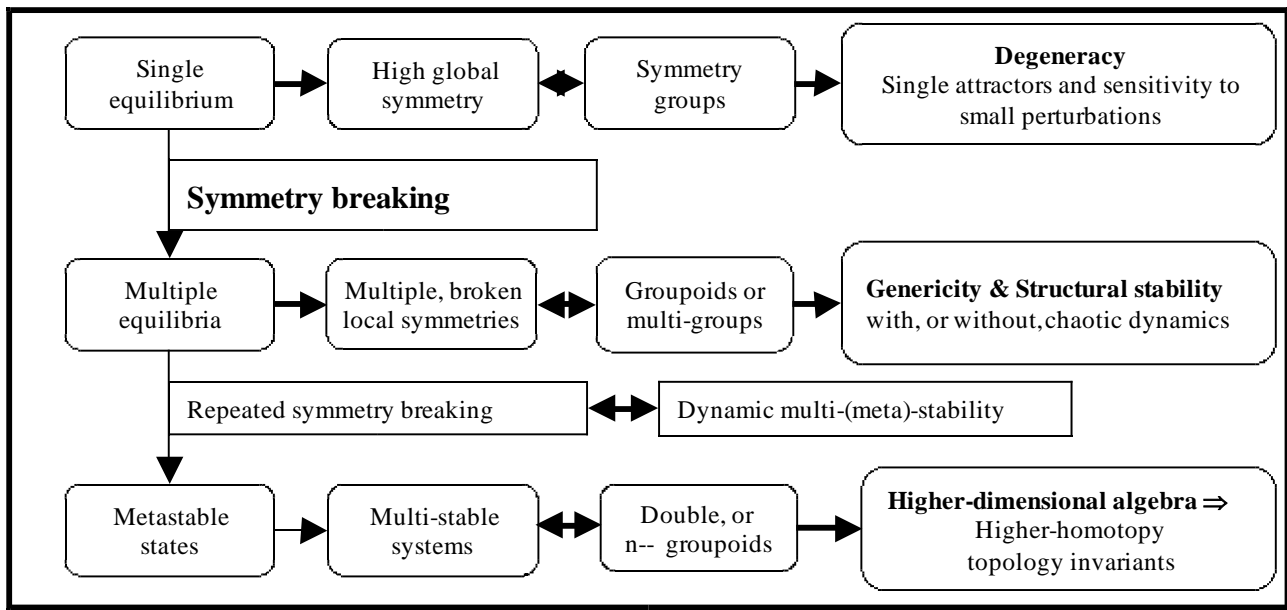 Single
equilibrium
High global
symmetry
Symmetry
groups
Degeneracy
Single attractors and sensitivity to
small perturbations
Symmetry breaking
Multiple
equilibria
Multiple, broken
local symmetries
Groupoids or
multi-groups
Genericity & Structural stability
with, or without, chaotic dynamics
Repeated symmetry breaking
Dynamic multi-(meta)-stability
Metastable
states
Multi-stable
systems
Double, or
n-- groupoids
Higher-dimensional algebra ⇒
Higher-homotopy
topology invariants